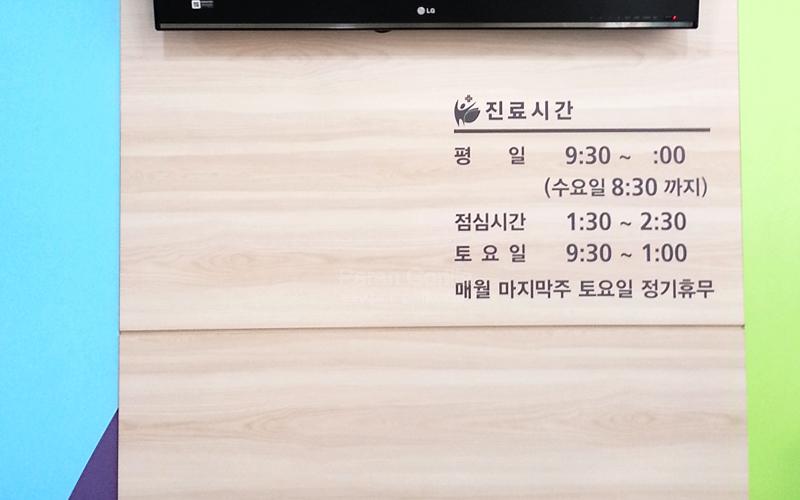 LG
진료시간
평 일 9:30 ~ :00
(수요일 8:30 까지)
점심시간 1:30 ~ 2:30
토 요 일 9:30 ~ 1:00
매월 마지막주 토요일 정기휴무